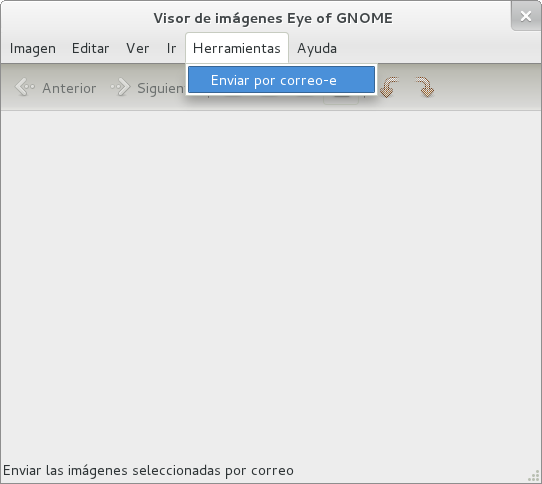 Visor de imágenes Eye of GNOME
Imagen Editar Ver Ir Herramientas Ayuda
Enviar por correo-e
Anterior Siguien
Enviar las imágenes seleccionadas por correo